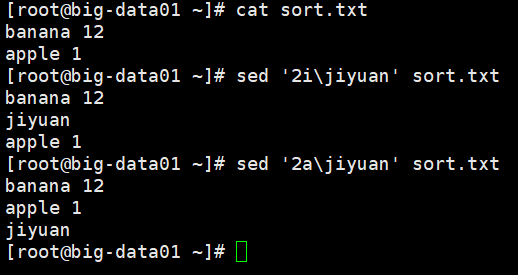 [root@big-data01 ~]# cat sort.txt
banana 12
apple 1
[root@big-data01 ~]# sed '2i\jiyuan' sort.txt
banana 12
jiyuan
apple 1
[root@big-data01 ~]# sed '2a\jiyuan' sort.txt
banana 12
apple 1
jiyuan
[root@big-data01 ~]#